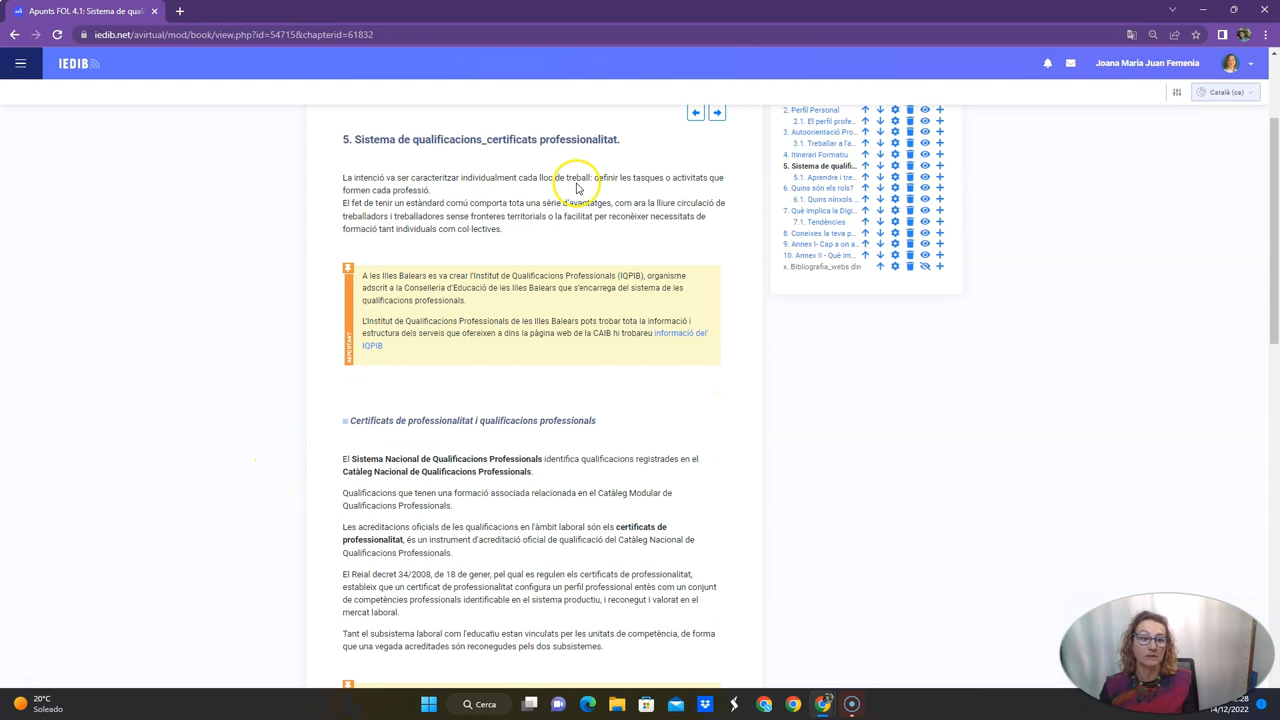 Apunts FOL 4.1. Sistema de quali
iedib.net/avirtual/mod/book/view.php?id=54715&chapterid=61832
IEDIB
Joana Maria Juan Femenia
Català (ca)
5. Sistema de qualificacions_certificats professionalitat.
La intenció va ser caracteritzar individualment cada lloc de treball: definir les tasques o activitats que
formen cada professió.
El fet de tenir un estàndard comú comporta tota una sèrie d'avantatges, com ara la lliure circulació de
treballadors i treballadores sense fronteres territorials o la facilitat per reconèixer necessitats de
formació tant individuals com col·lectives.
IMPORTANT
A les Illes Balears es va crear l'Institut de Qualificacions Professionals (IQPIB), organisme
adscrit a la Conselleria d'Educació de les Illes Balears que s'encarrega del sistema de les
qualificacions professionals.
L'Institut de Qualificacions Professionals de les Illes Balears pots trobar tota la informació i
estructura dels serveis que ofereixen a dins la pàgina web de la CAIB hi trobareu informació del'
IQPIB
Certificats de professionalitat i qualificacions professionals
El Sistema Nacional de Qualificacions Professionals identifica qualificacions registrades en el
Catàleg Nacional de Qualificacions Professionals.
Qualificacions que tenen una formació associada relacionada en el Catàleg Modular de
Qualificacions Professionals.
Les acreditacions oficials de les qualificacions en l'àmbit laboral són els certificats de
professionalitat, és un instrument d'acreditació oficial de qualificació del Catàleg Nacional de
Qualificacions Professionals.
El Reial decret 34/2008, de 18 de gener, pel qual es regulen els certificats de professionalitat,
estableix que un certificat de professionalitat configura un perfil professional entès com un conjunt
de competències professionals identificable en el sistema productiu, i reconegut i valorat en el
mercat laboral.
Tant el subsistema laboral com l'educatiu estan vinculats per les unitats de competència, de forma
que una vegada acreditades són reconegudes pels dos subsistemes.
2. Perfil Personal
2.1. El perfil profe...
3. Autoorientació Pro...
3.1. Treballar a l'a...
4. Itinerari Formatiu
5. Sistema de qualifi...
5.1. Aprendre i tre...
6. Quins són els rols?
6.1. Quins nínxols ...
7. Què implica la Digi...
7.1. Tendències
8. Coneixes la teva p...
9. Annex I- Cap a on a...
10. Annex II - Què im...
x. Bibliografia_webs din
20°C
Soleado
Cerca
:28
14/12/2022